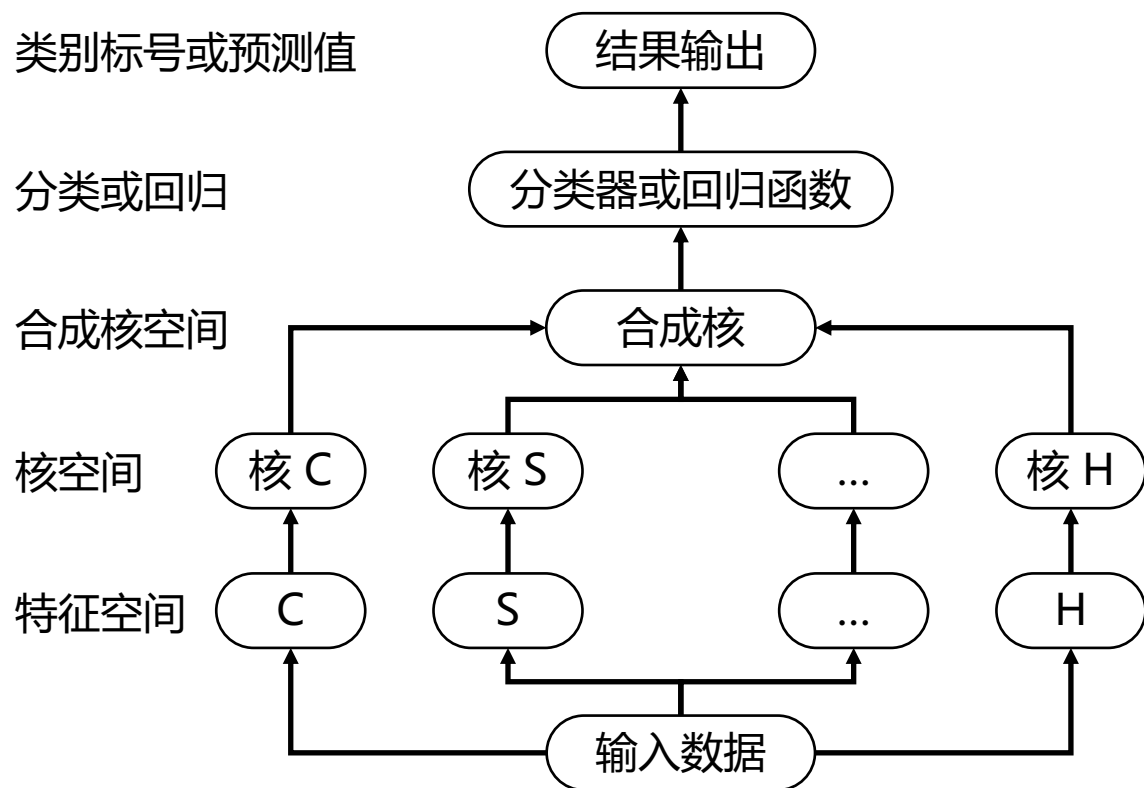 类别标号或预测值 结果输出
分类或回归 分类器或回归函数
合成核空间 合成核
核空间 核 C 核 S ... 核 H
特征空间 C S ... H
输入数据